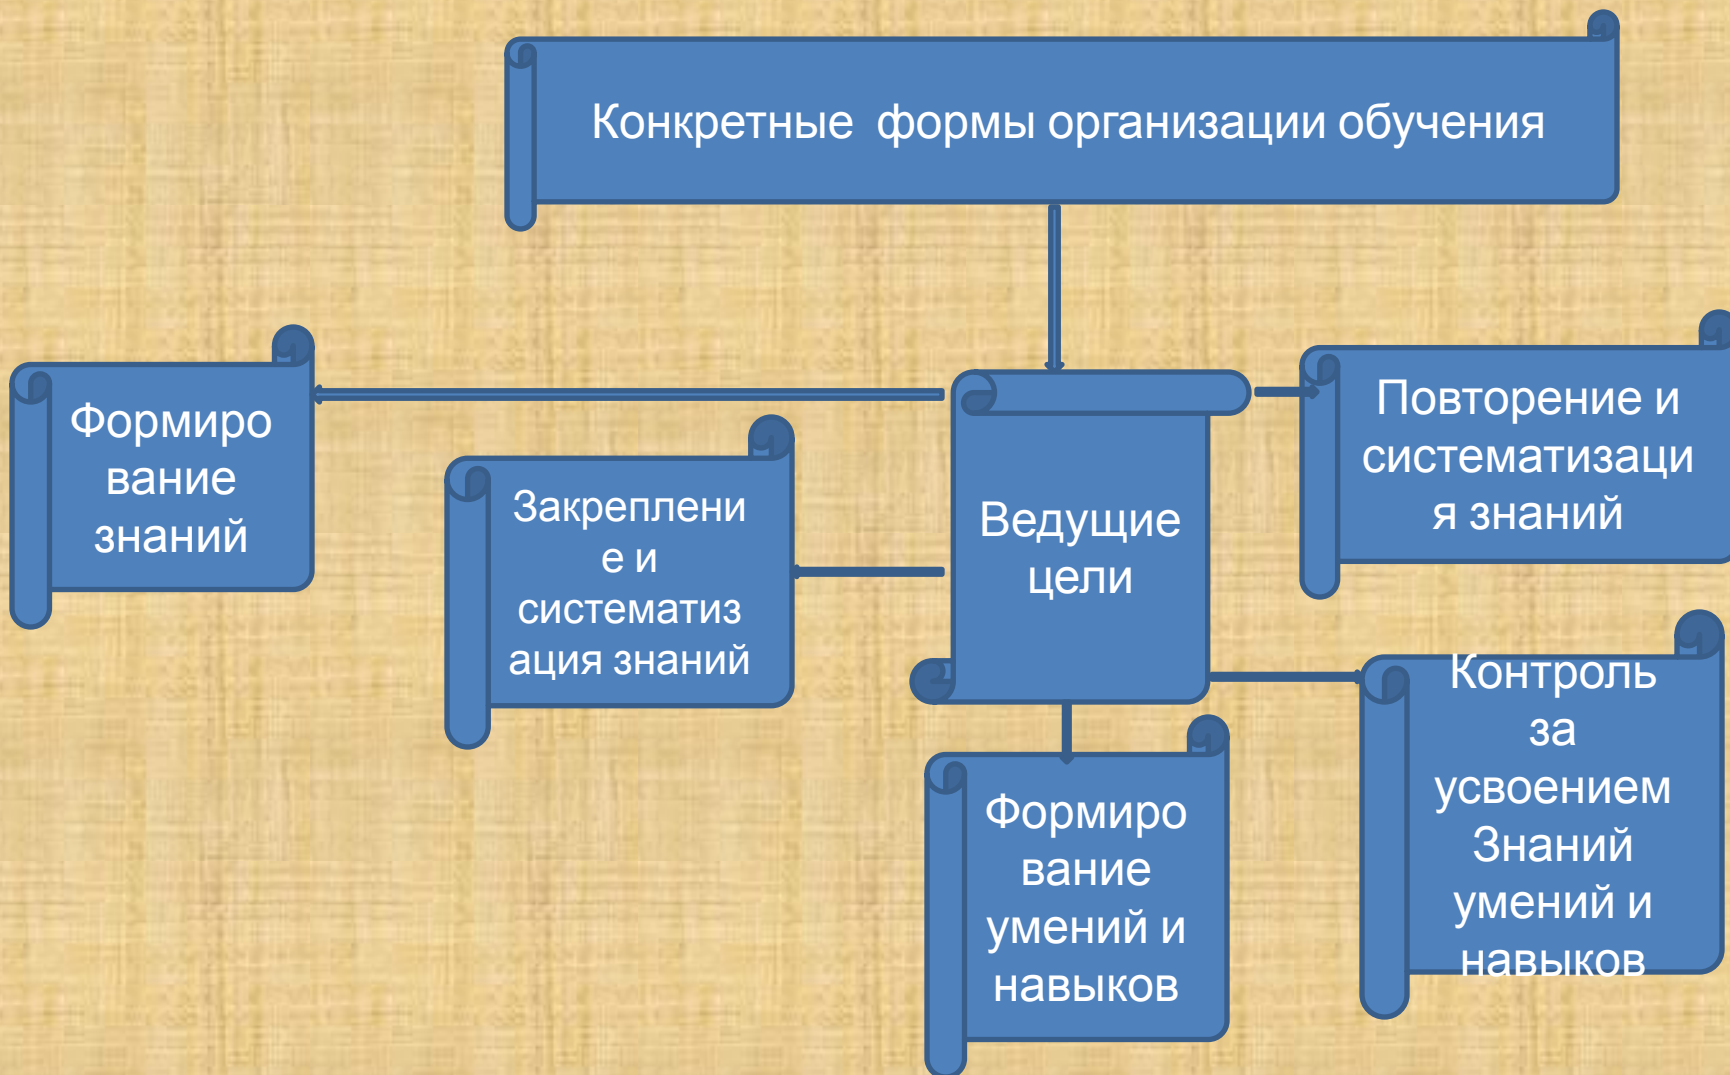 Конкретные формы организации обучения
Формиро
вание
знаний
Закреплени
е и
систематиз
ация знаний
Ведущие
цели
Повторение и
систематизаци
я знаний
Формиро
вание
умений и
навыков
Контроль
за
усвоением
Знаний
умений и
навыков